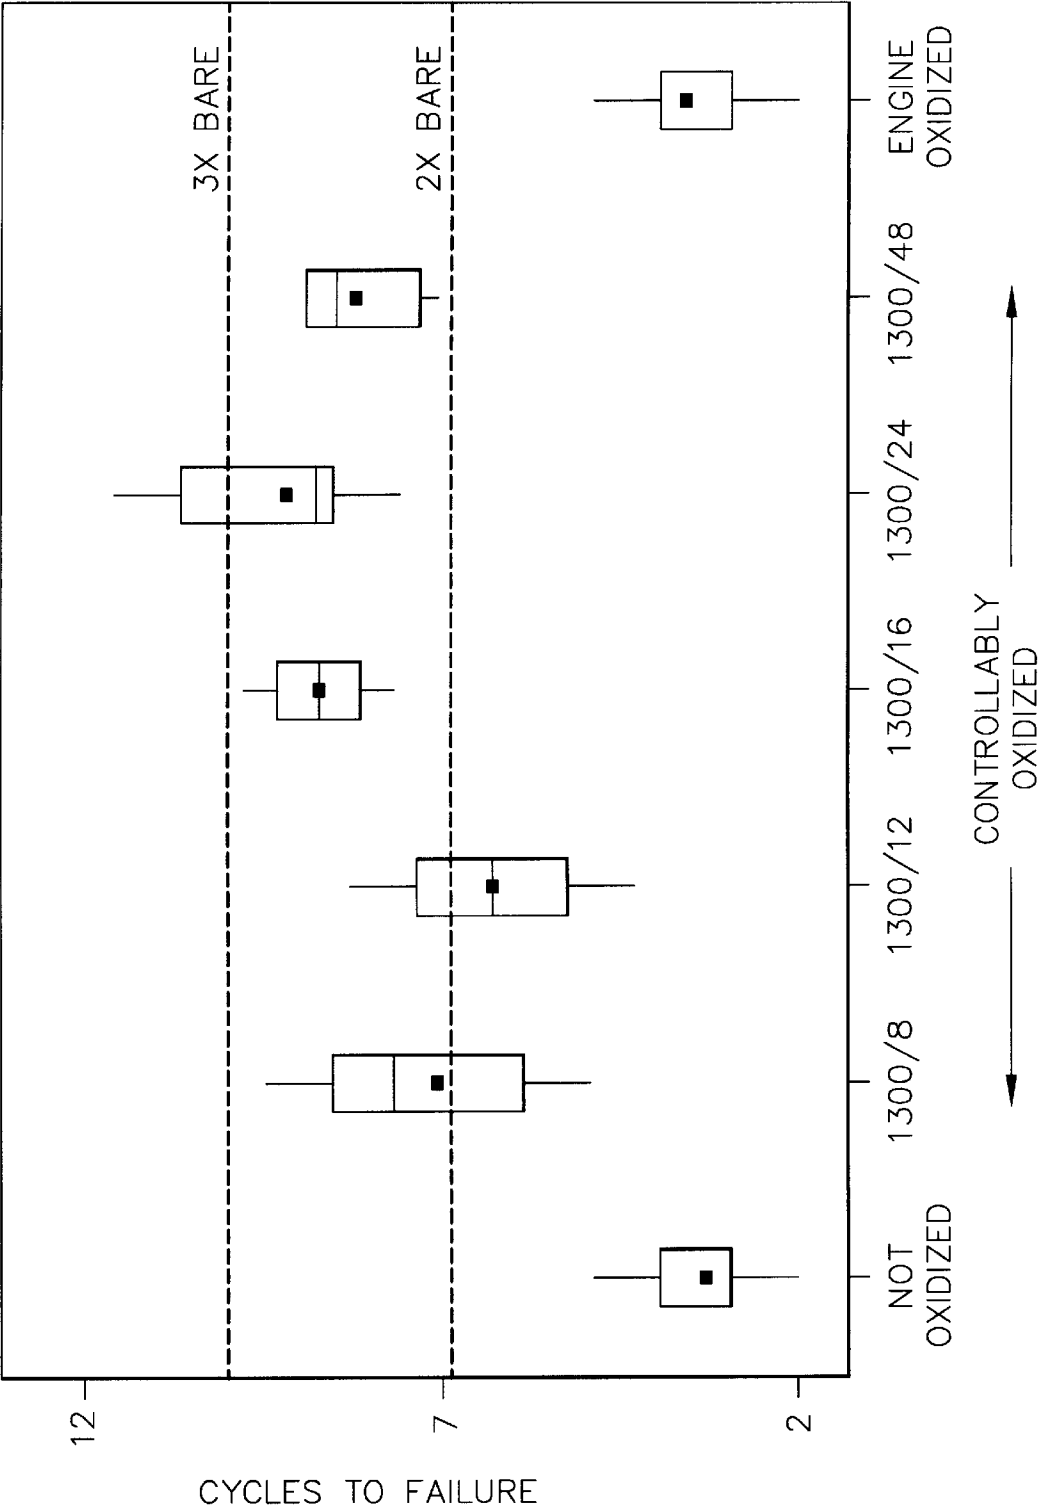 3X BARE
2X BARE
12
7
2
CYCLES TO FAILURE
NOT
OXIDIZED
1300/8
1300/12
1300/16
1300/24
1300/48
ENGINE
OXIDIZED
CONTROLLABLY
OXIDIZED